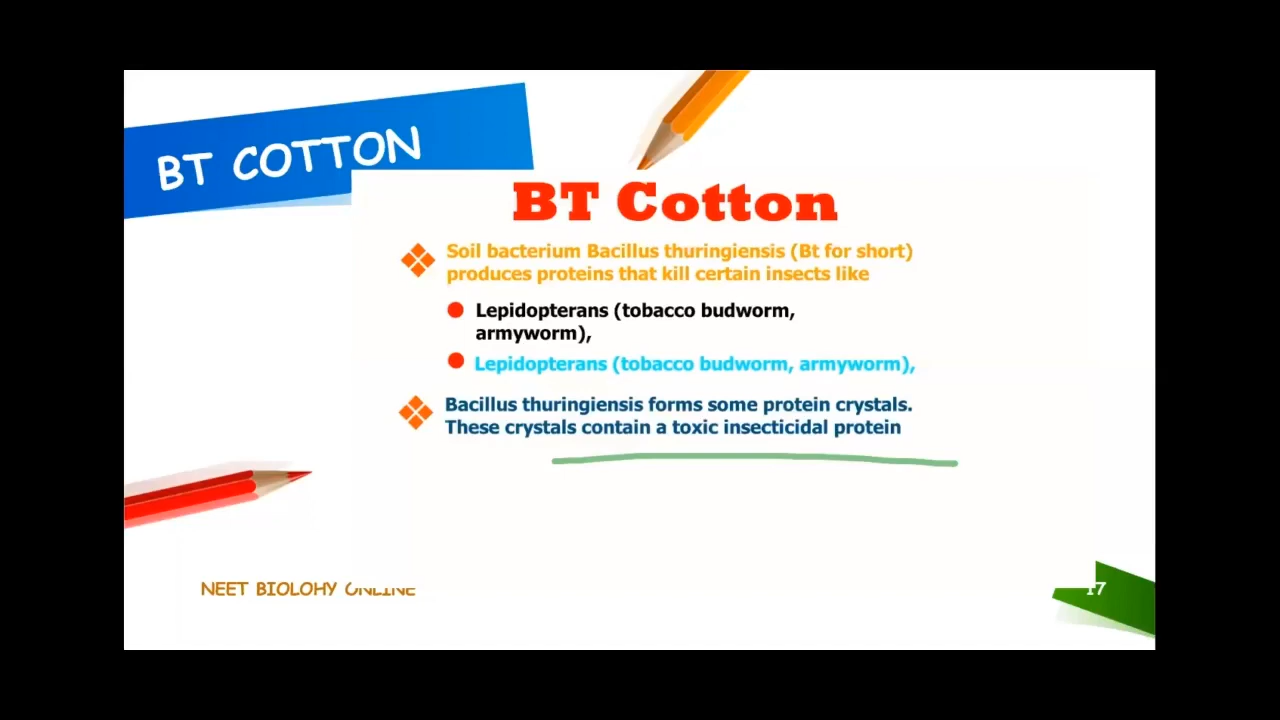 BT COTTON
BT Cotton
Soil bacterium Bacillus thuringiensis (Bt for short)
produces proteins that kill certain insects like
Lepidopterans (tobacco budworm,
armyworm),
Lepidopterans (tobacco budworm, armyworm),
Bacillus thuringiensis forms some protein crystals.
These crystals contain a toxic insecticidal protein
NEET BIOLOHY ONLINE
17